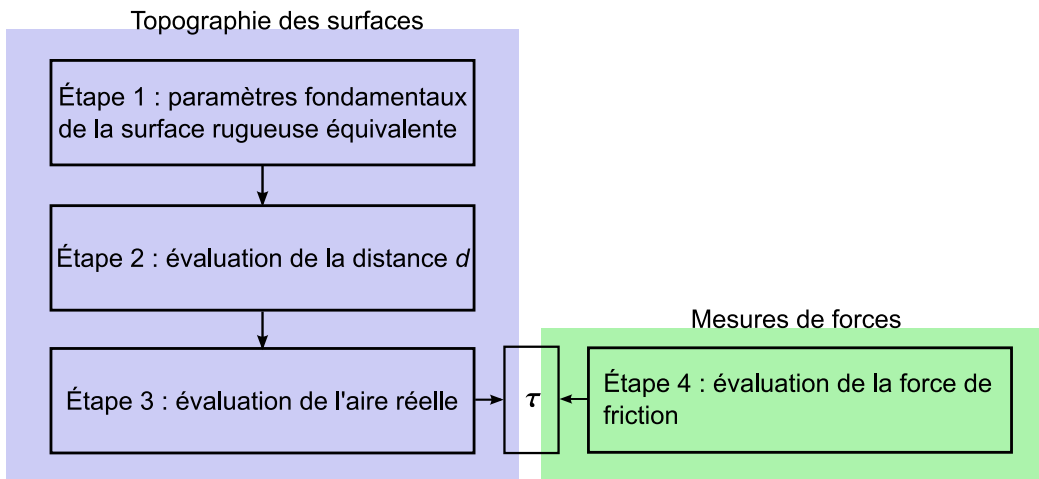 Topographie des surfaces
Étape 1 : paramètres fondamentaux
de la surface rugueuse équivalente
Étape 2 : évaluation de la distance d
Étape 3 : évaluation de l'aire réelle
τ
Mesures de forces
Étape 4 : évaluation de la force de
friction